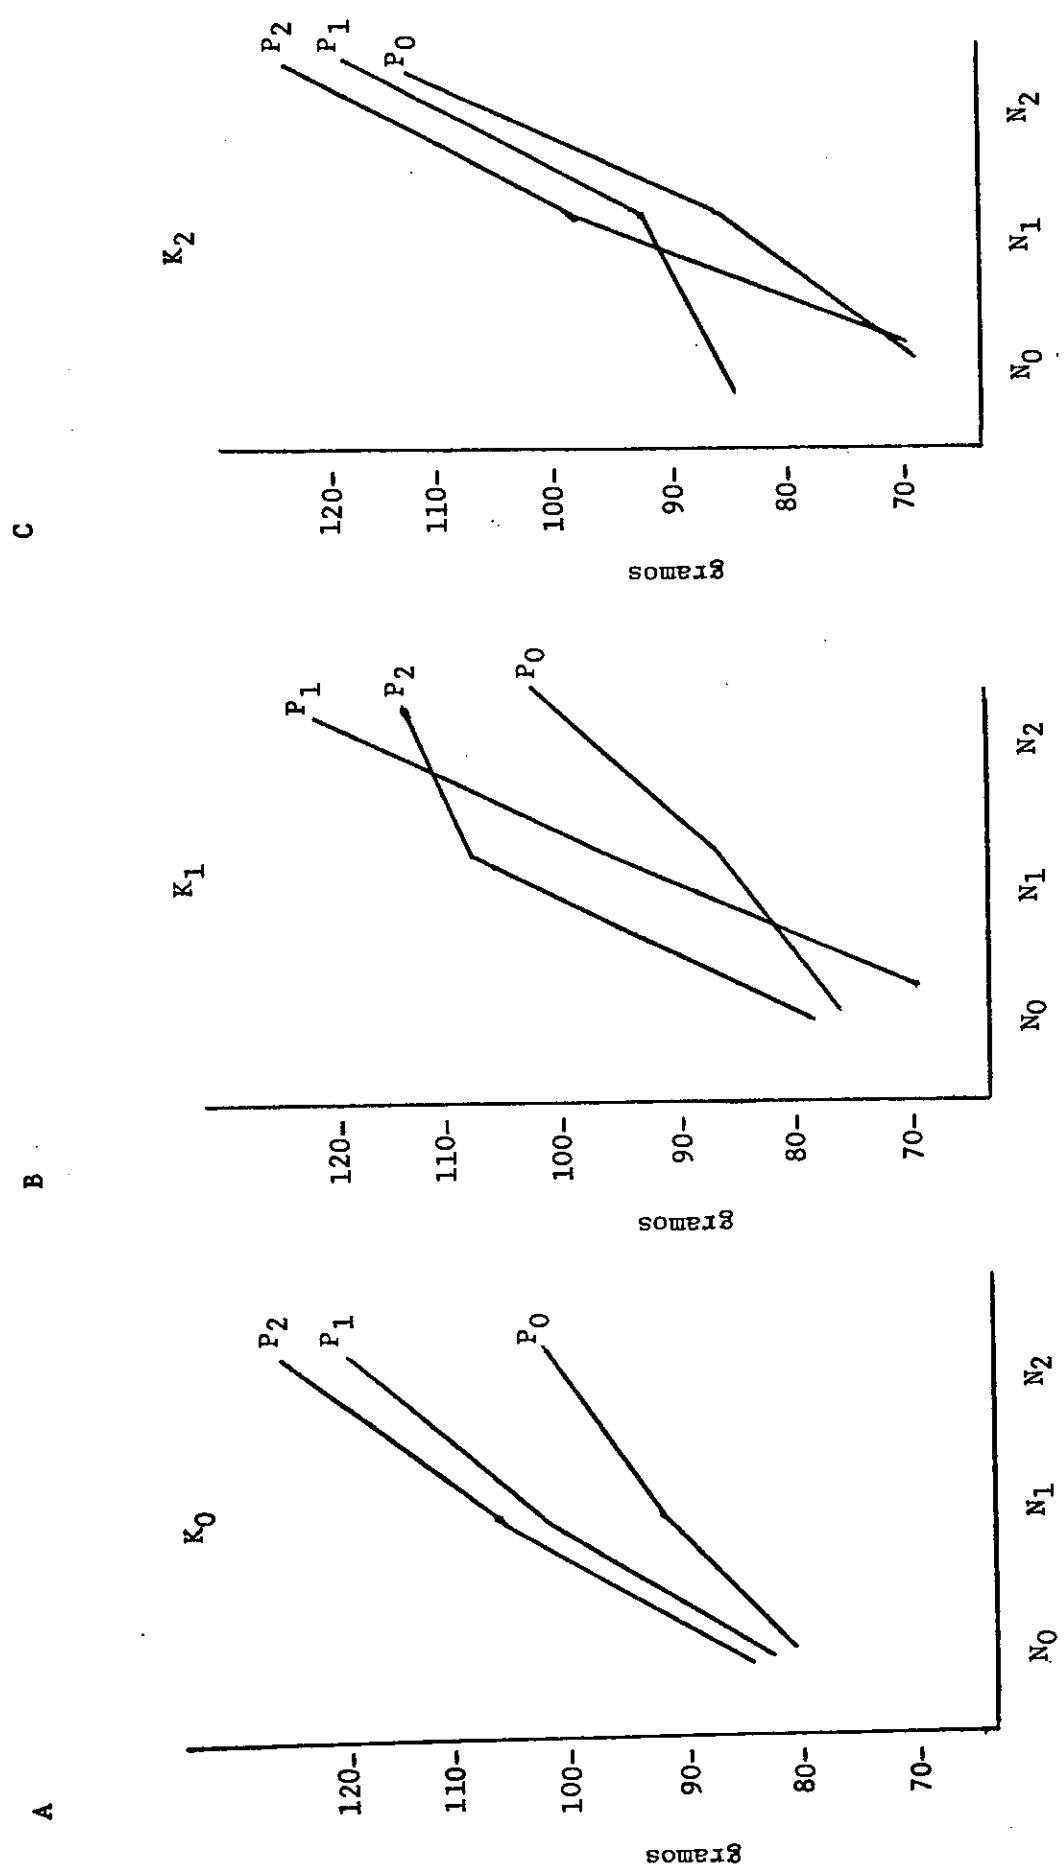 A
K0
P2
P1
P0
120-
110-
100-
90-
80-
70-
gramos
N0 N1 N2
B
K1
P1
P2
P0
120-
110-
100-
90-
80-
70-
gramos
N0 N1 N2
C
K2
P2
P1
P0
120-
110-
100-
90-
80-
70-
gramos
N0 N1 N2